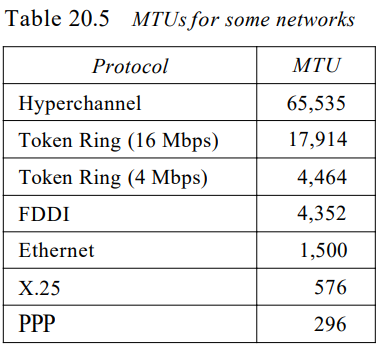 Table 20.5 MTUs for some networks
Protocol MTU
Hyperchannel 65,535
Token Ring (16 Mbps) 17,914
Token Ring (4 Mbps) 4,464
FDDI 4,352
Ethernet 1,500
X.25 576
PPP 296